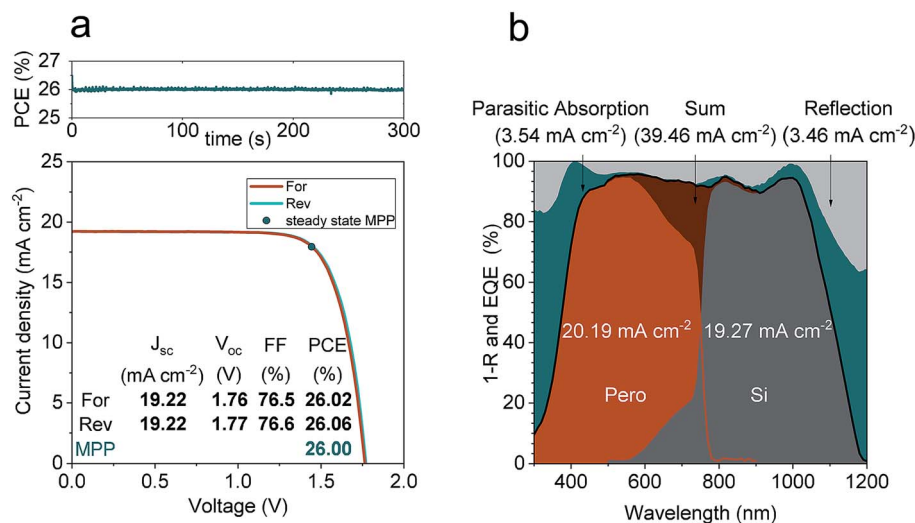 a
PCE (%)
27
26
25
0
100
200
300
time (s)
Current density (mA cm-2)
25
20
15
10
5
0
For
Rev
steady state MPP
Jsc Voc FF PCE
(mA cm-2) (V) (%) (%)
For 19.22 1.76 76.5 26.02
Rev 19.22 1.77 76.6 26.06
MPP 26.00
0.0
0.5
1.0
1.5
2.0
Voltage (V)
b
Parasitic Absorption Sum Reflection
(3.54 mA cm-2) (39.46 mA cm-2) (3.46 mA cm-2)
1-R and EQE (%)
100
80
60
40
20
0
20.19 mA cm-2 19.27 mA cm-2
Pero Si
400
600
800
1000
1200
Wavelength (nm)